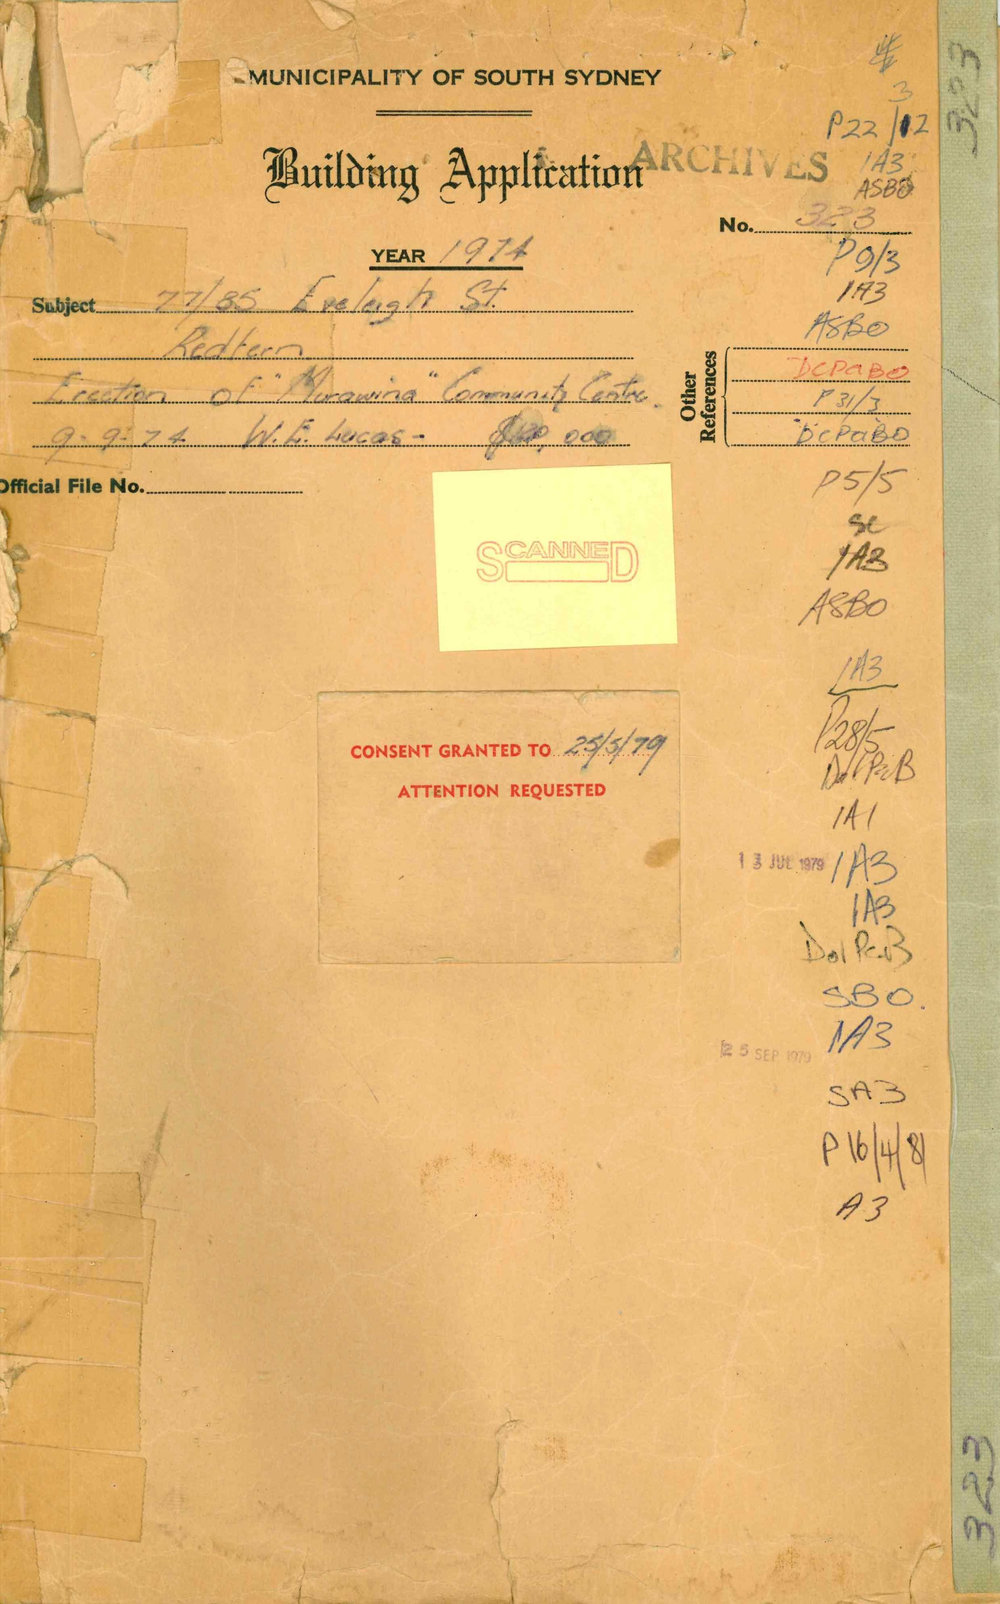 MUNICIPALITY OF SOUTH SYDNEY
Building Application
ARCHIVES
No. 323
YEAR 1974
Subject 77/85 Eveleigh St.
Redfern
Erection of "Murawina" Community Centre.
9-9-74 W.E. Lucas - 000
Official File No.
Other References
3
P22/12
1A3
ASBO
P9/3
1A3
ASBO
DCPaBO
P31/3
DCPaBO
P5/5
SC
1A3
ASBO
1A3
P28/5
1A1
13 JUL 1979 1A3
1A3
SBO.
25 SEP 1979 1A3
SA3
P16/4/81
A3
SCANNED
CONSENT GRANTED TO 25/5/79
ATTENTION REQUESTED
323
323